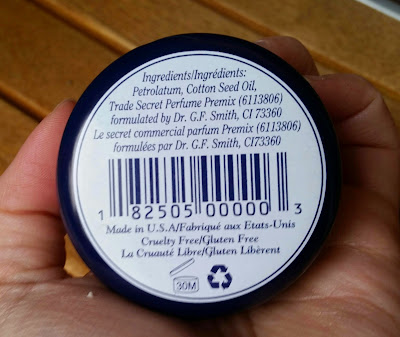 Ingredients/Ingrédients:
Petrolatum, Cotton Seed Oil,
Trade Secret Perfume Premix (6113806)
formulated by Dr. G.F. Smith, CI 73360
Le secret commercial parfum Premix (6113806)
formulées par Dr. G.F. Smith, CI73360
1 82505 00000 3
Made in U.S.A/Fabriqué aux Etats-Unis
Cruelty Free/Gluten Free
La Cruauté Libre/Gluten Libèrent
30M